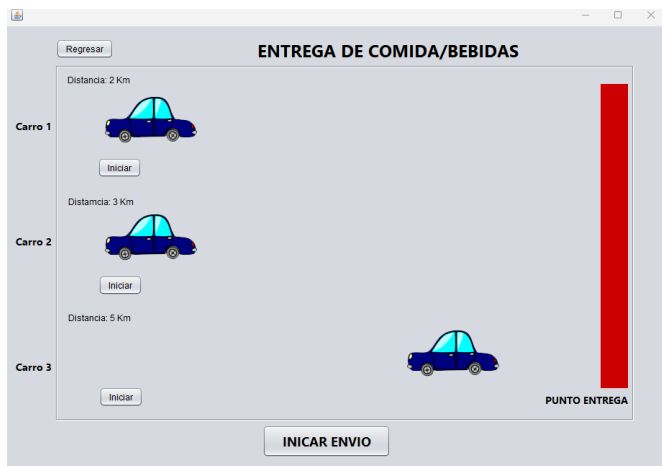 Regresar
ENTREGA DE COMIDA/BEBIDAS
Distancia: 2 Km
Carro 1
Iniciar
Distamcia: 3 Km
Carro 2
Iniciar
Distancia: 5 Km
Carro 3
Iniciar
PUNTO ENTREGA
INICAR ENVIO